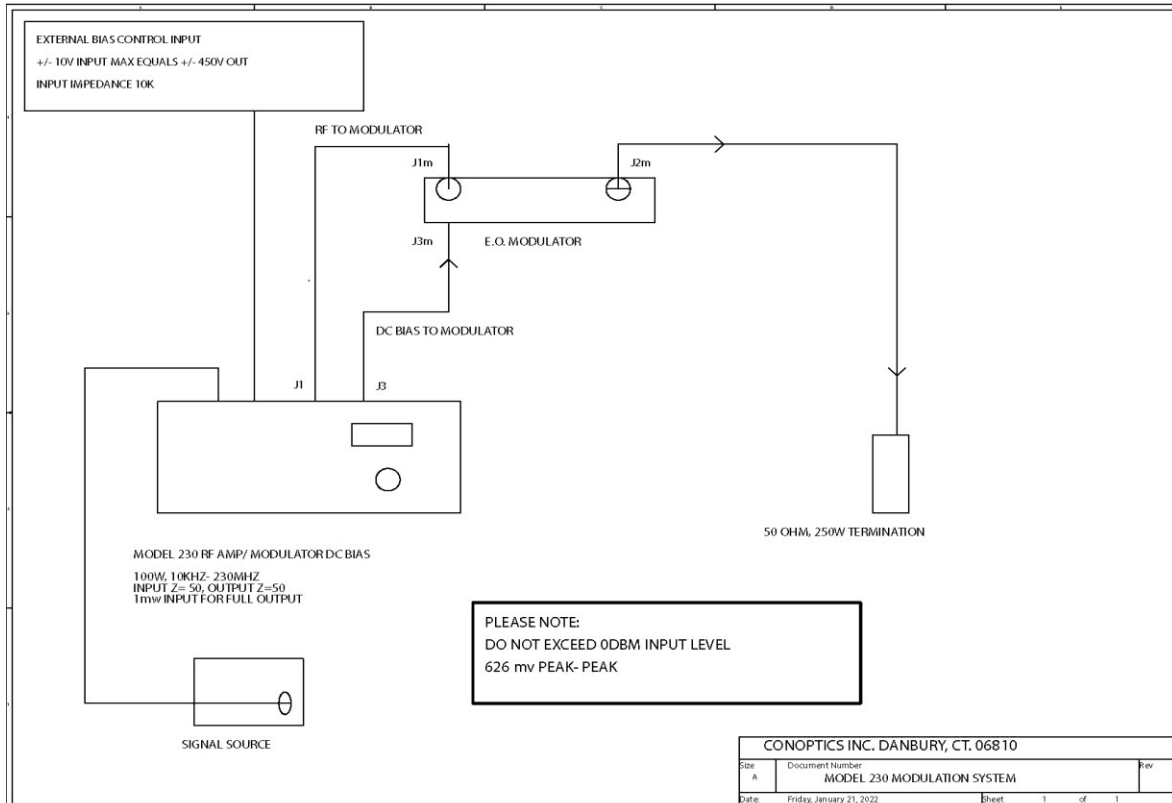 EXTERNAL BIAS CONTROL INPUT
+/- 10V INPUT MAX EQUALS +/- 450V OUT
INPUT IMPEDANCE 10K
RF TO MODULATOR
J1m
J2m
J3m
E.O. MODULATOR
DC BIAS TO MODULATOR
J1
J3
50 OHM, 250W TERMINATION
MODEL 230 RF AMP/ MODULATOR DC BIAS
100W, 10KHZ- 230MHZ
INPUT Z= 50, OUTPUT Z=50
1mw INPUT FOR FULL OUTPUT
PLEASE NOTE:
DO NOT EXCEED 0DBM INPUT LEVEL
626 mv PEAK- PEAK
SIGNAL SOURCE
CONOPTICS INC. DANBURY, CT. 06810
Size
A
Document Number
MODEL 230 MODULATION SYSTEM
Rev
Date:
Friday, January 21, 2022
Sheet 1 of 1